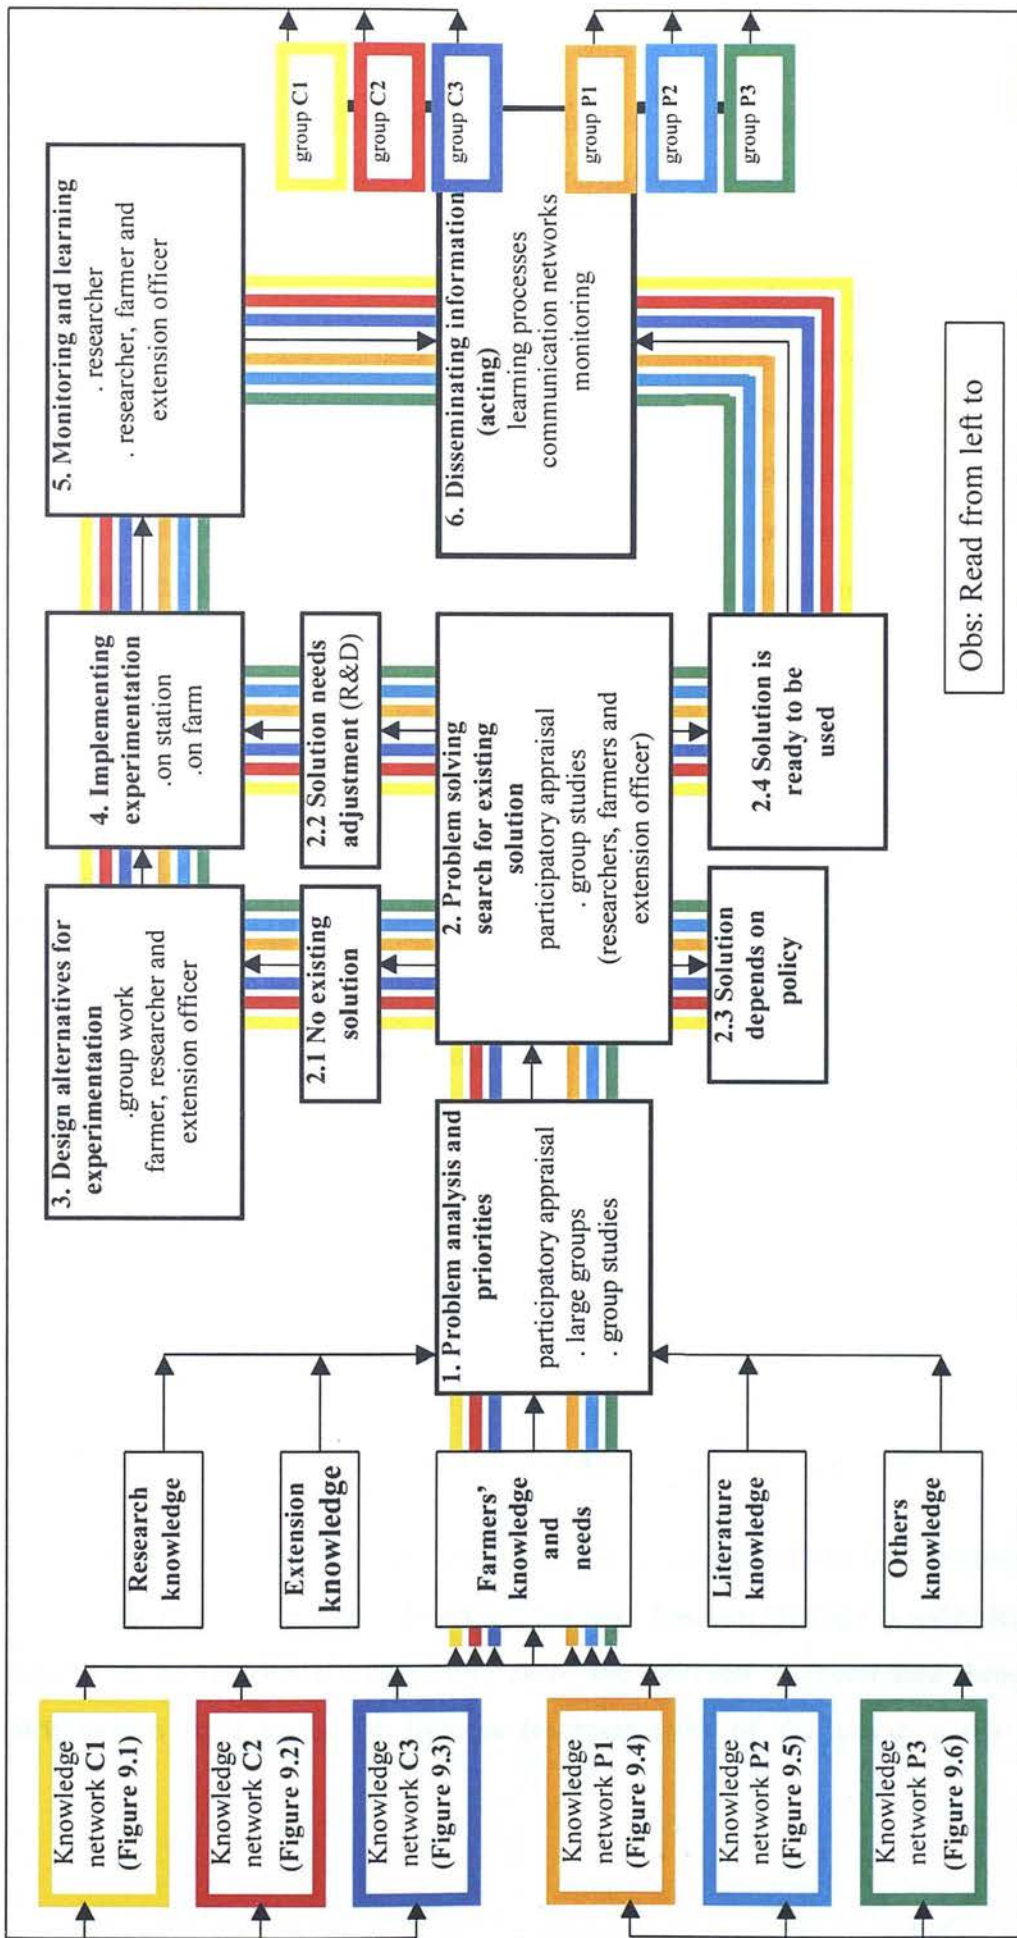 Knowledge
network C1
(Figure 9.1)
Knowledge
network C2
(Figure 9.2)
Knowledge
network C3
(Figure 9.3)
Knowledge
network P1
(Figure 9.4)
Knowledge
network P2
(Figure 9.5)
Knowledge
network P3
(Figure 9.6)
Research
knowledge
Extension
knowledge
Farmers'
knowledge
and
needs
Literature
knowledge
Others
knowledge
1. Problem analysis and
priorities
participatory appraisal
. large groups
. group studies
3. Design alternatives for
experimentation
.group work
farmer, researcher and
extension officer
2.1 No existing
solution
2. Problem solving
search for existing
solution
participatory appraisal
. group studies
(researchers, farmers and
extension officer)
2.3 Solution
depends on
policy
4. Implementing
experimentation
.on station
.on farm
2.2 Solution needs
adjustment (R&D)
2.4 Solution is
ready to be
used
5. Monitoring and learning
. researcher
. researcher, farmer and
extension officer
6. Disseminating information
(acting)
learning processes
communication networks
monitoring
group C1
group C2
group C3
group P1
group P2
group P3
Obs: Read from left to